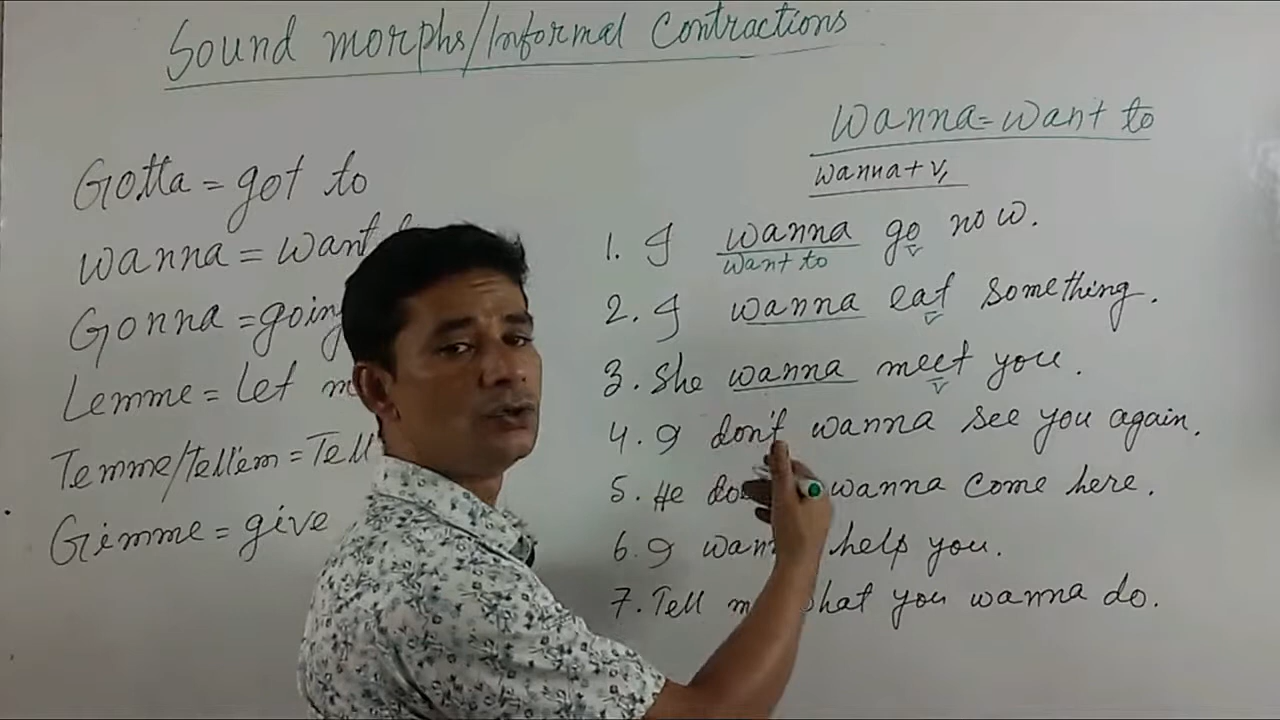 Sound morphs/Informal Contractions
Gotta = got to
Wanna = want
Gonna = going
Lemme = Let
Temme/tell'em = Tell
Gimme = give
Wanna = want to
wanna + V1
1. I wanna go now.
want to
2. I wanna eat something.
3. She wanna meet you.
4. I don't wanna see you again.
5. He wanna come here.
6. I help you.
7. Tell what you wanna do.